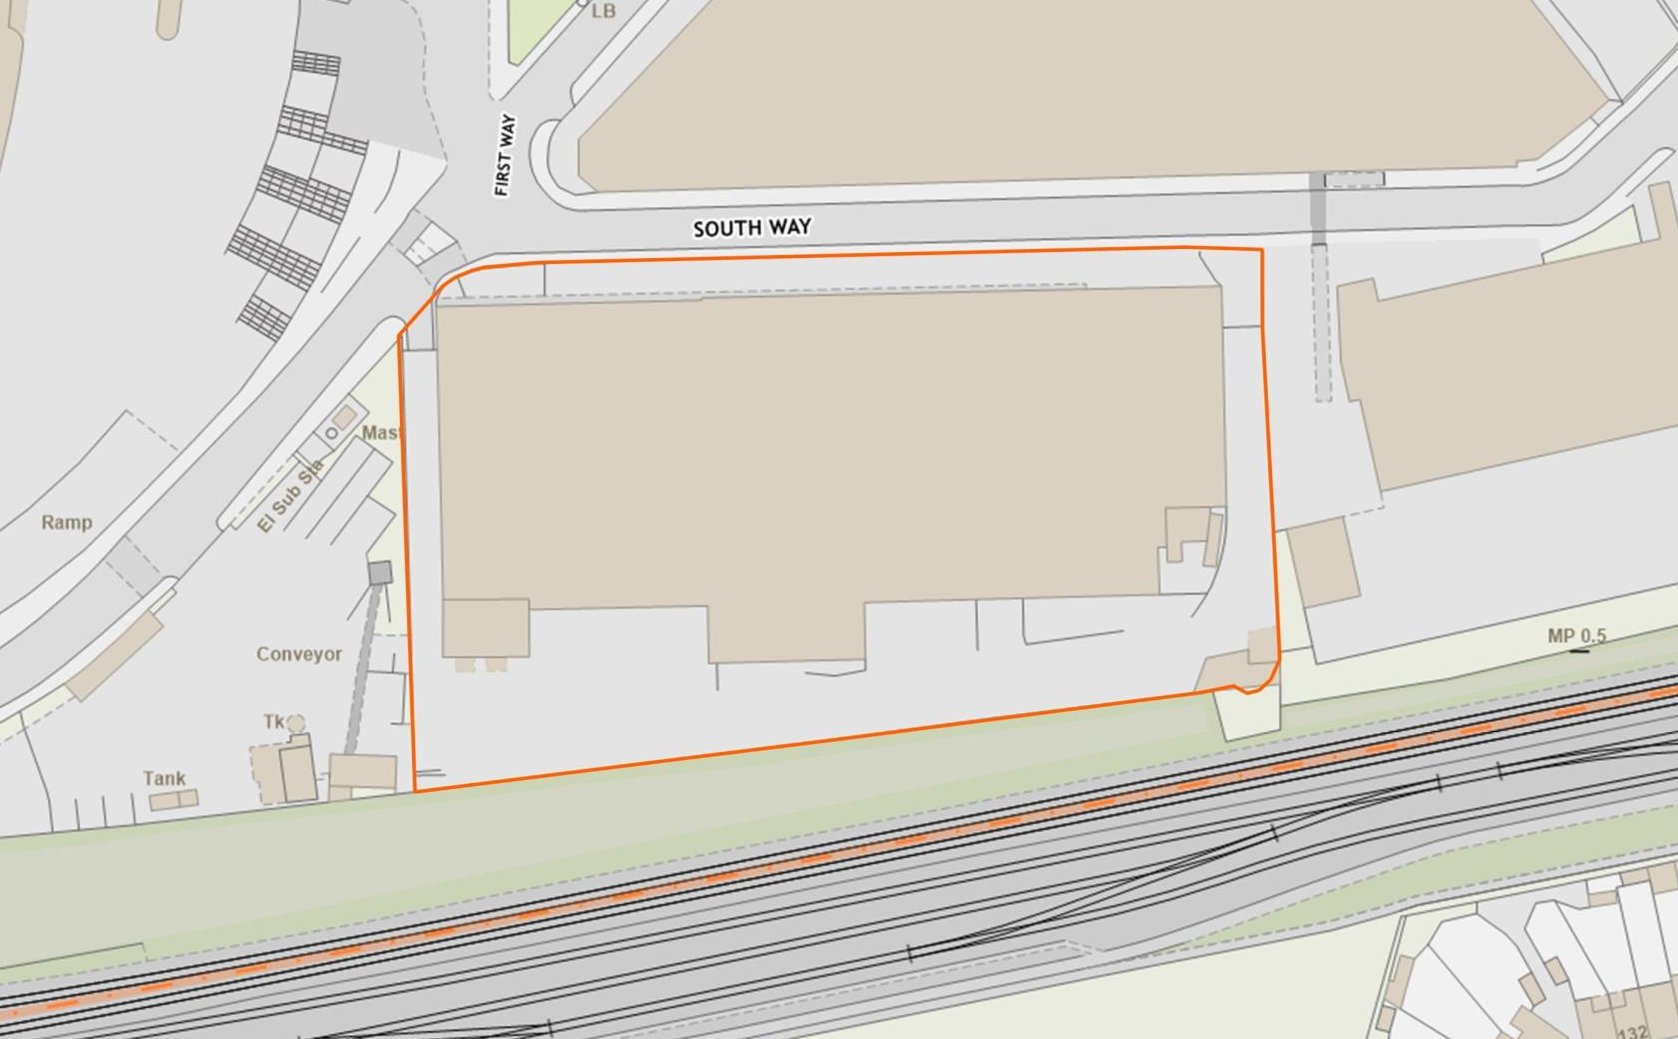 LB
FIRST WAY
SOUTH WAY
Mast
El Sub Sta
Ramp
Conveyor
MP 0.5
Tk
Tank
132